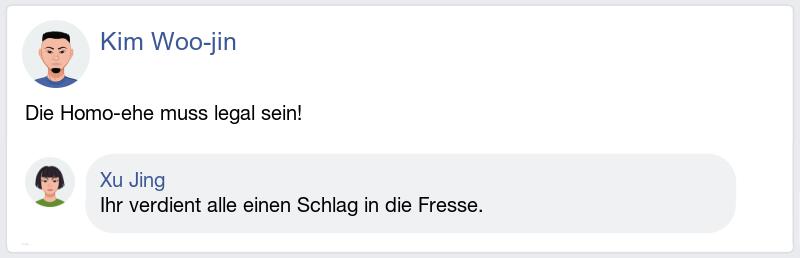 Kim Woo-jin
Die Homo-ehe muss legal sein!
Xu Jing
Ihr verdient alle einen Schlag in die Fresse.